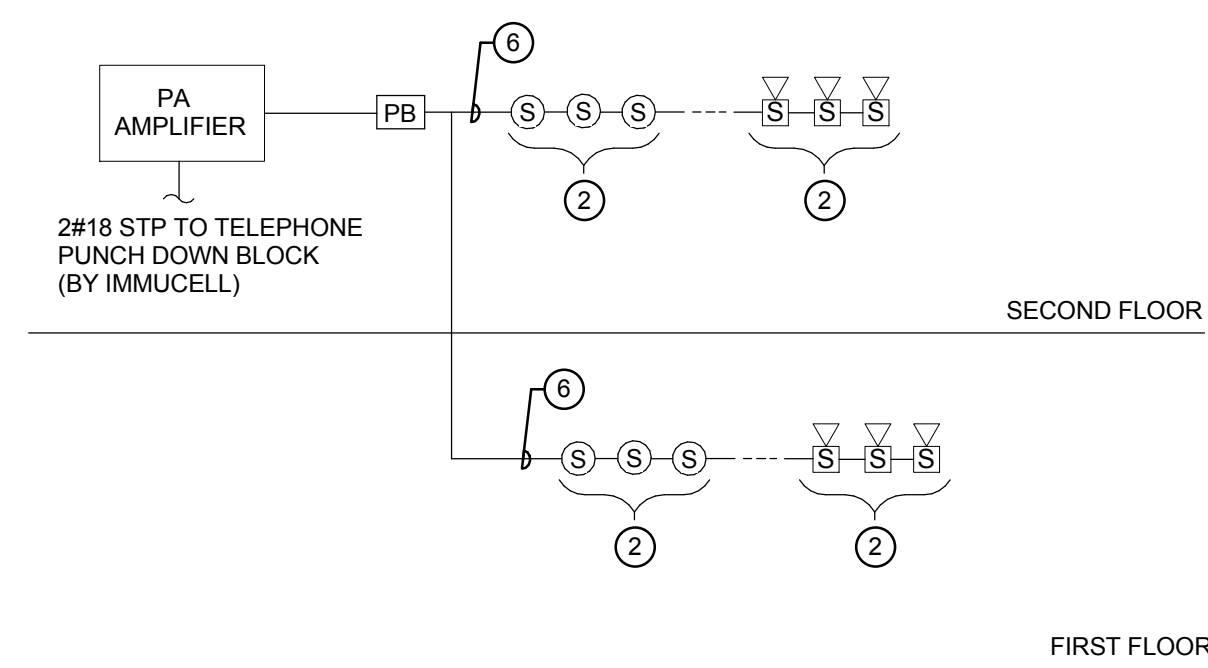 6
PA
AMPLIFIER
PB
S S S S S S
2 2
2#18 STP TO TELEPHONE
PUNCH DOWN BLOCK
(BY IMMUCELL)
SECOND FLOOR
6
S S S S S S
2 2
FIRST FLOOR